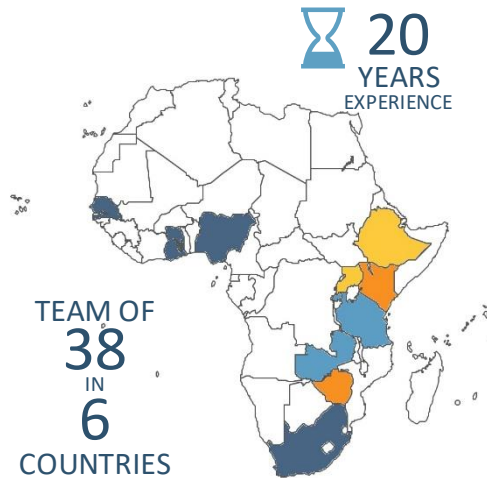 20
YEARS
EXPERIENCE
TEAM OF
38
IN
6
COUNTRIES